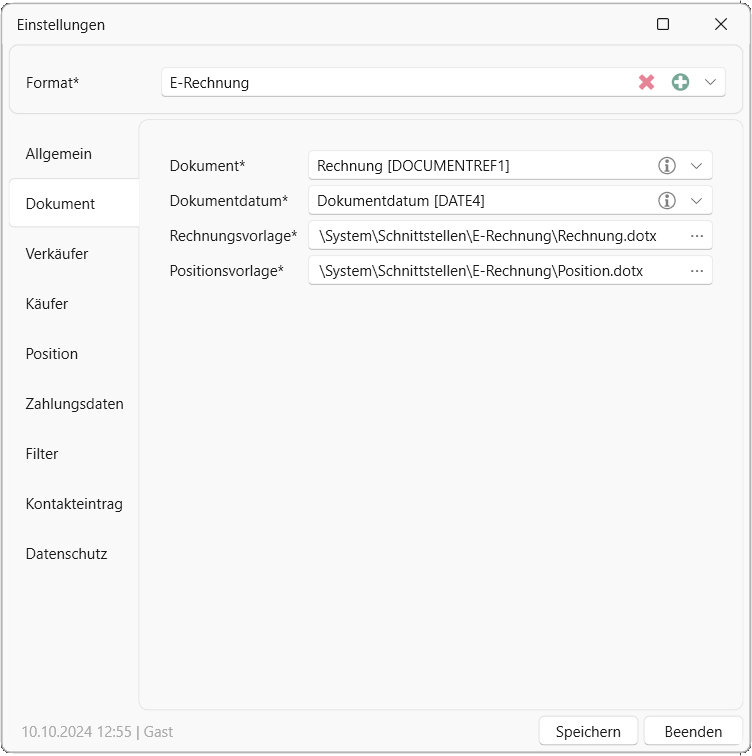 Einstellungen
Format*
E-Rechnung
Allgemein
Dokument
Verkäufer
Käufer
Position
Zahlungsdaten
Filter
Kontakteintrag
Datenschutz
Dokument* Rechnung [DOCUMENTREF1]
Dokumentdatum* Dokumentdatum [DATE4]
Rechnungsvorlage* \System\Schnittstellen\E-Rechnung\Rechnung.dotx ...
Positionsvorlage* \System\Schnittstellen\E-Rechnung\Position.dotx ...
10.10.2024 12:55 | Gast
Speichern
Beenden